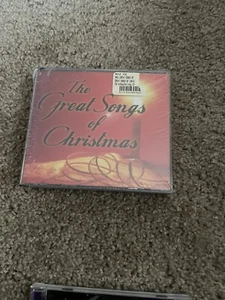 The
Great Songs
of
Christmas